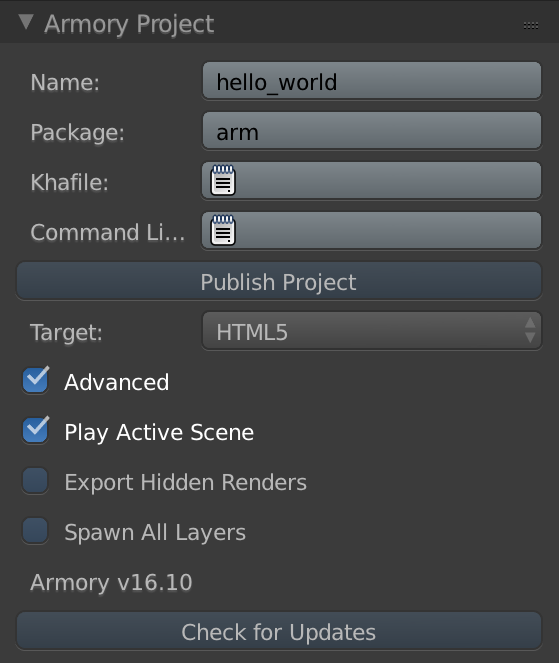 Armory Project
Name: hello_world
Package: arm
Khafile:
Command Li...
Publish Project
Target: HTML5
Advanced
Play Active Scene
Export Hidden Renders
Spawn All Layers
Armory v16.10
Check for Updates